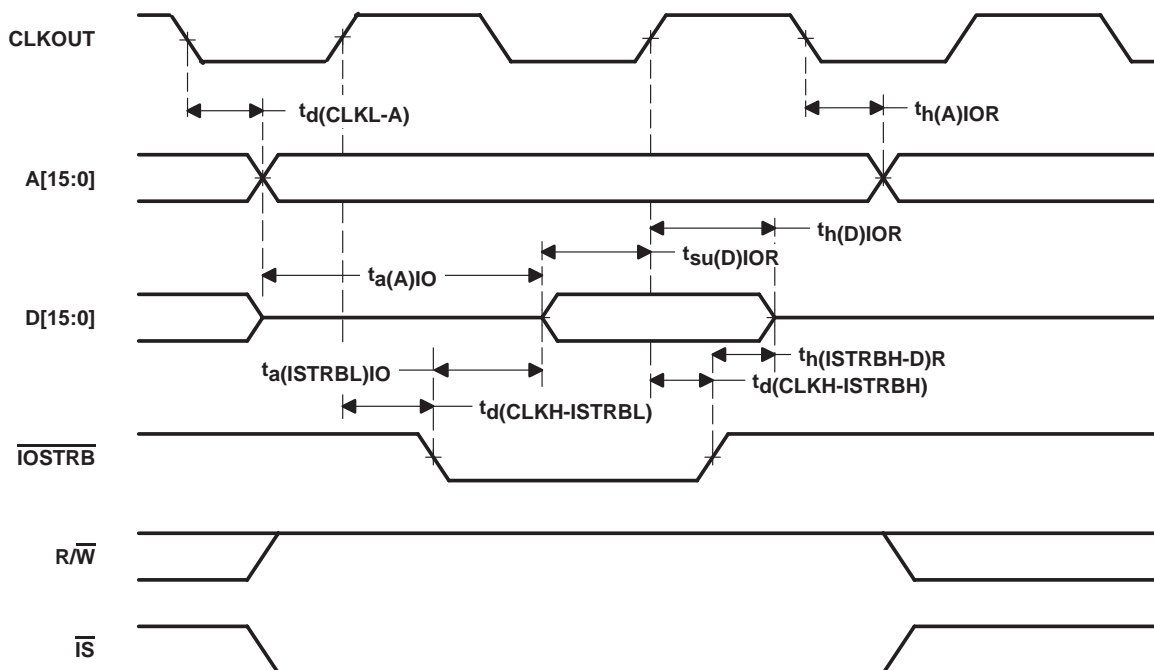 CLKOUT
td(CLKL-A)
th(A)IOR
A[15:0]
th(D)IOR
tsu(D)IOR
ta(A)IO
D[15:0]
th(ISTRBH-D)R
ta(ISTRBL)IO
td(CLKH-ISTRBH)
td(CLKH-ISTRBL)
IOSTRB
R/W
IS